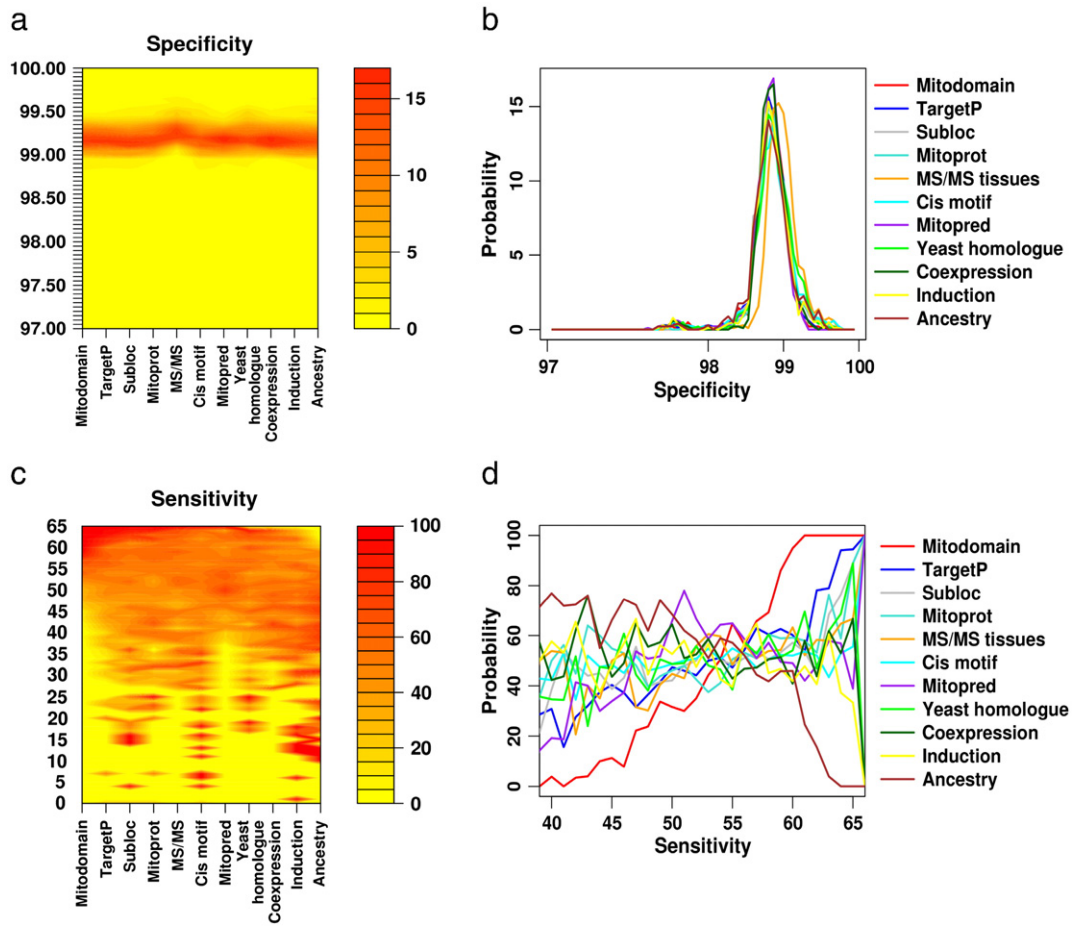 a
Specificity
100.00
99.50
99.00
98.50
98.00
97.50
97.00
15
10
5
0
Mitodomain
TargetP
Subloc
Mitoprot
MS/MS
Cis motif
Mitopred
Yeast
homologue
Coexpression
Induction
Ancestry
b
Probability
15
10
5
0
97
98
99
100
Specificity
Mitodomain
TargetP
Subloc
Mitoprot
MS/MS tissues
Cis motif
Mitopred
Yeast homologue
Coexpression
Induction
Ancestry
c
Sensitivity
65
60
55
50
45
40
35
30
25
20
15
10
5
0
100
80
60
40
20
0
Mitodomain
TargetP
Subloc
Mitoprot
MS/MS
Cis motif
Mitopred
Yeast
homologue
Coexpression
Induction
Ancestry
d
Probability
100
80
60
40
20
0
40
45
50
55
60
65
Sensitivity
Mitodomain
TargetP
Subloc
Mitoprot
MS/MS tissues
Cis motif
Mitopred
Yeast homologue
Coexpression
Induction
Ancestry